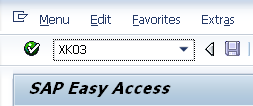 Menu Edit Favorites Extras
XK03
SAP Easy Access